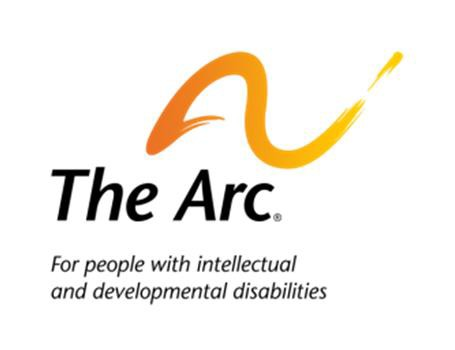 The Arc®
For people with intellectual
and developmental disabilities